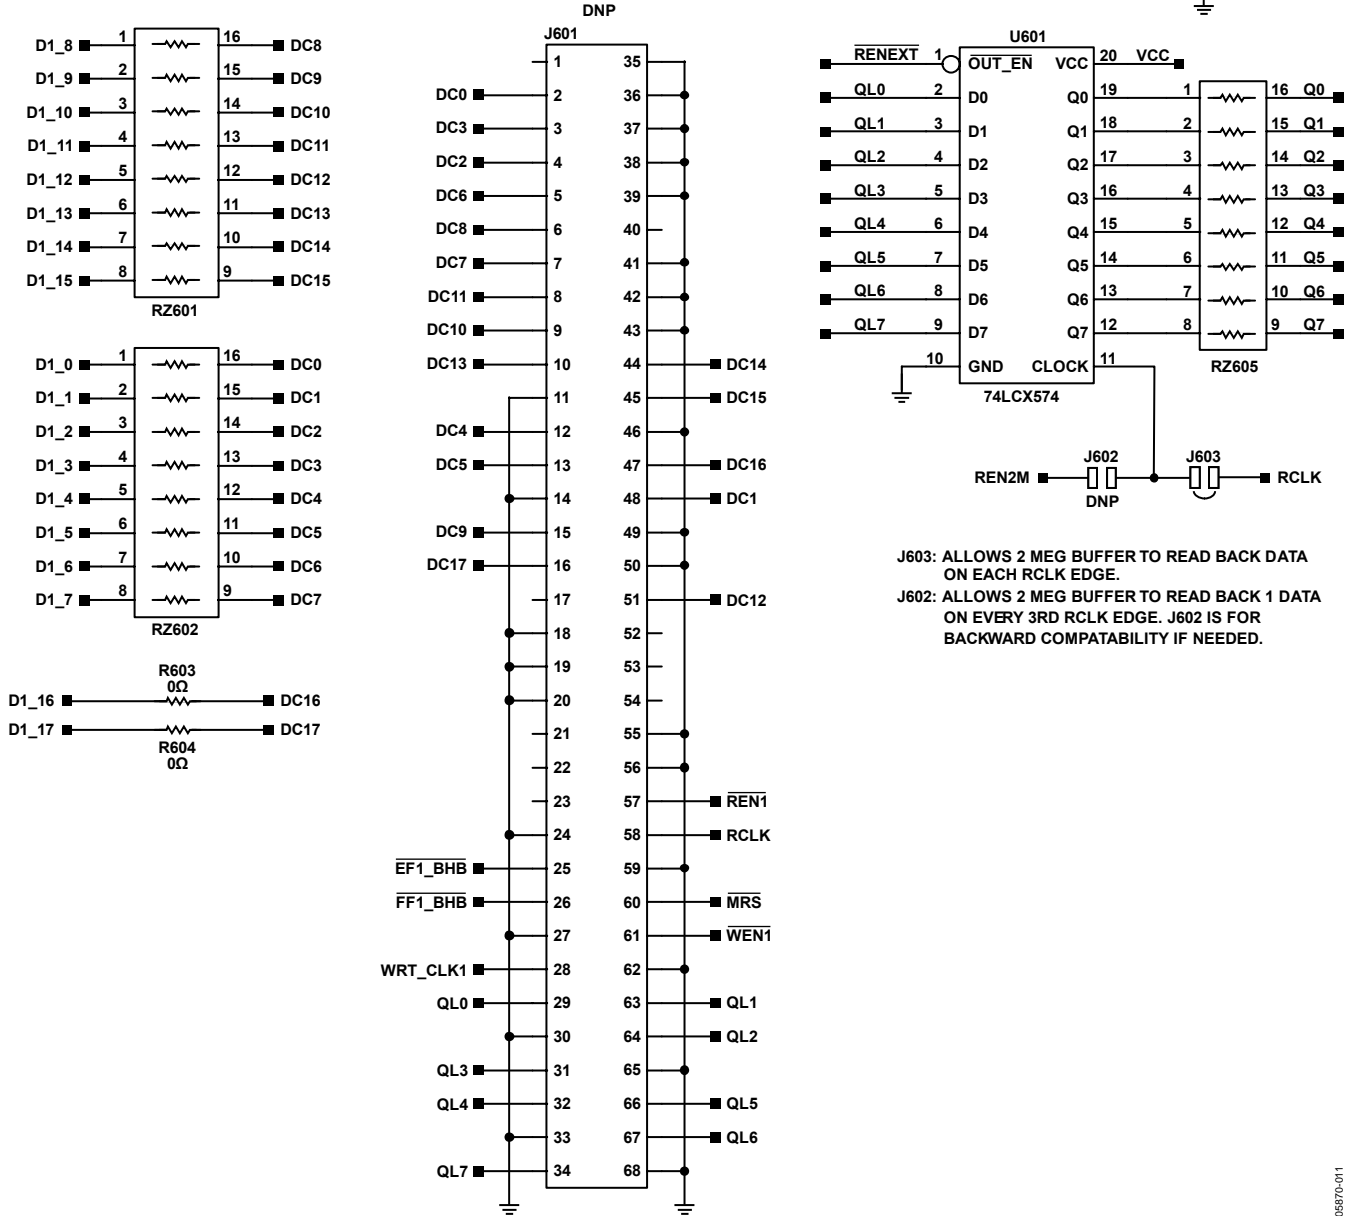 D1_8 1 16 DC8
D1_9 2 15 DC9
D1_10 3 14 DC10
D1_11 4 13 DC11
D1_12 5 12 DC12
D1_13 6 11 DC13
D1_14 7 10 DC14
D1_15 8 9 DC15
RZ601
D1_0 1 16 DC0
D1_1 2 15 DC1
D1_2 3 14 DC2
D1_3 4 13 DC3
D1_4 5 12 DC4
D1_5 6 11 DC5
D1_6 7 10 DC6
D1_7 8 9 DC7
RZ602
R603
0Ω
D1_16 DC16
D1_17 DC17
R604
0Ω
DNP
J601
1 35
DC0 2 36
DC3 3 37
DC2 4 38
DC6 5 39
DC8 6 40
DC7 7 41
DC11 8 42
DC10 9 43
DC13 10 44 DC14
11 45 DC15
DC4 12 46
DC5 13 47 DC16
14 48 DC1
DC9 15 49
DC17 16 50
17 51 DC12
18 52
19 53
20 54
21 55
22 56
23 57 REN1
24 58 RCLK
EF1_BHB 25 59
FF1_BHB 26 60 MRS
27 61 WEN1
WRT_CLK1 28 62
QL0 29 63 QL1
30 64 QL2
QL3 31 65
QL4 32 66 QL5
33 67 QL6
QL7 34 68
U601
RENEXT 1 OUT_EN VCC 20 VCC
QL0 2 D0 Q0 19 1 16 Q0
QL1 3 D1 Q1 18 2 15 Q1
QL2 4 D2 Q2 17 3 14 Q2
QL3 5 D3 Q3 16 4 13 Q3
QL4 6 D4 Q4 15 5 12 Q4
QL5 7 D5 Q5 14 6 11 Q5
QL6 8 D6 Q6 13 7 10 Q6
QL7 9 D7 Q7 12 8 9 Q7
10 GND CLOCK 11 RZ605
74LCX574
J602 J603
REN2M RCLK
DNP
J603: ALLOWS 2 MEG BUFFER TO READ BACK DATA
ON EACH RCLK EDGE.
J602: ALLOWS 2 MEG BUFFER TO READ BACK 1 DATA
ON EVERY 3RD RCLK EDGE. J602 IS FOR
BACKWARD COMPATABILITY IF NEEDED.
05870-011